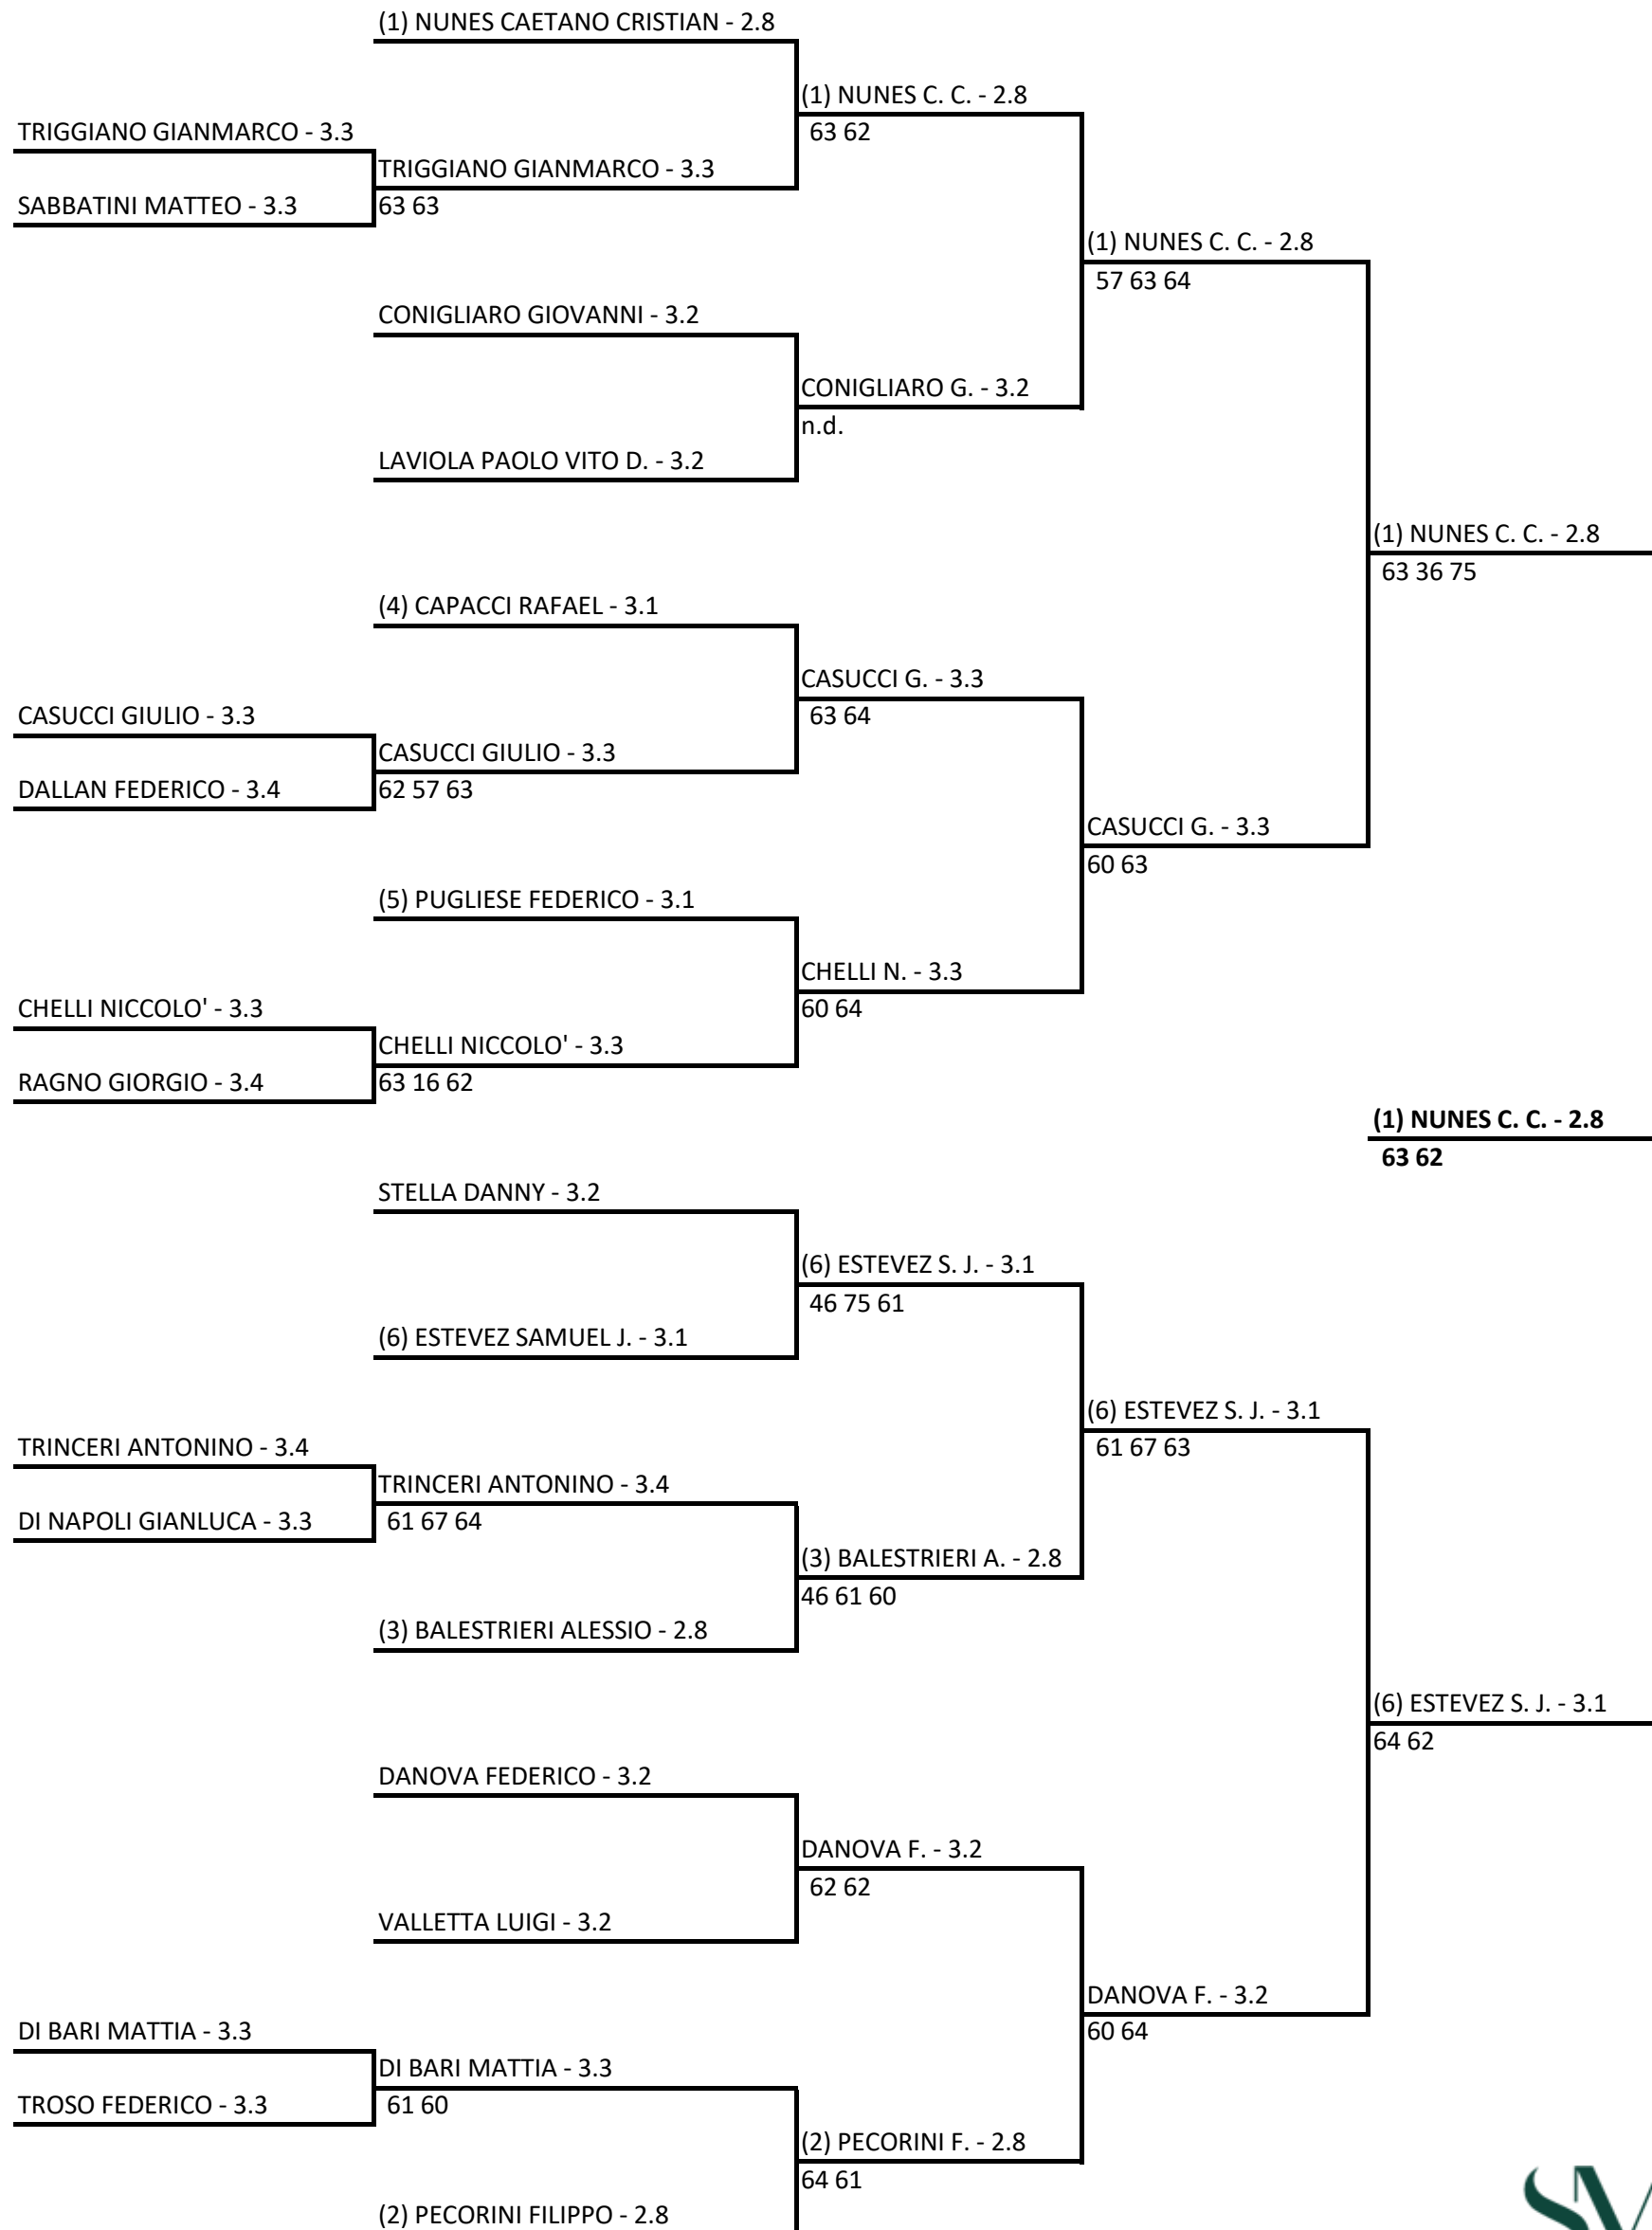 (1) NUNES CAETANO CRISTIAN - 2.8
(1) NUNES C. C. - 2.8
TRIGGIANO GIANMARCO - 3.3
63 62
TRIGGIANO GIANMARCO - 3.3
SABBATINI MATTEO - 3.3
63 63
(1) NUNES C. C. - 2.8
57 63 64
CONIGLIARO GIOVANNI - 3.2
CONIGLIARO G. - 3.2
n.d.
LAVIOLA PAOLO VITO D. - 3.2
(1) NUNES C. C. - 2.8
63 36 75
(4) CAPACCI RAFAEL - 3.1
CASUCCI G. - 3.3
CASUCCI GIULIO - 3.3
63 64
CASUCCI GIULIO - 3.3
DALLAN FEDERICO - 3.4
62 57 63
CASUCCI G. - 3.3
60 63
(5) PUGLIESE FEDERICO - 3.1
CHELLI N. - 3.3
CHELLI NICCOLO' - 3.3
60 64
CHELLI NICCOLO' - 3.3
RAGNO GIORGIO - 3.4
63 16 62
(1) NUNES C. C. - 2.8
63 62
STELLA DANNY - 3.2
(6) ESTEVEZ S. J. - 3.1
46 75 61
(6) ESTEVEZ SAMUEL J. - 3.1
(6) ESTEVEZ S. J. - 3.1
61 67 63
TRINCERI ANTONINO - 3.4
TRINCERI ANTONINO - 3.4
DI NAPOLI GIANLUCA - 3.3
61 67 64
(3) BALESTRIERI A. - 2.8
46 61 60
(3) BALESTRIERI ALESSIO - 2.8
(6) ESTEVEZ S. J. - 3.1
64 62
DANOVA FEDERICO - 3.2
DANOVA F. - 3.2
62 62
VALLETTA LUIGI - 3.2
DANOVA F. - 3.2
60 64
DI BARI MATTIA - 3.3
DI BARI MATTIA - 3.3
TROSO FEDERICO - 3.3
61 60
(2) PECORINI F. - 2.8
64 61
(2) PECORINI FILIPPO - 2.8